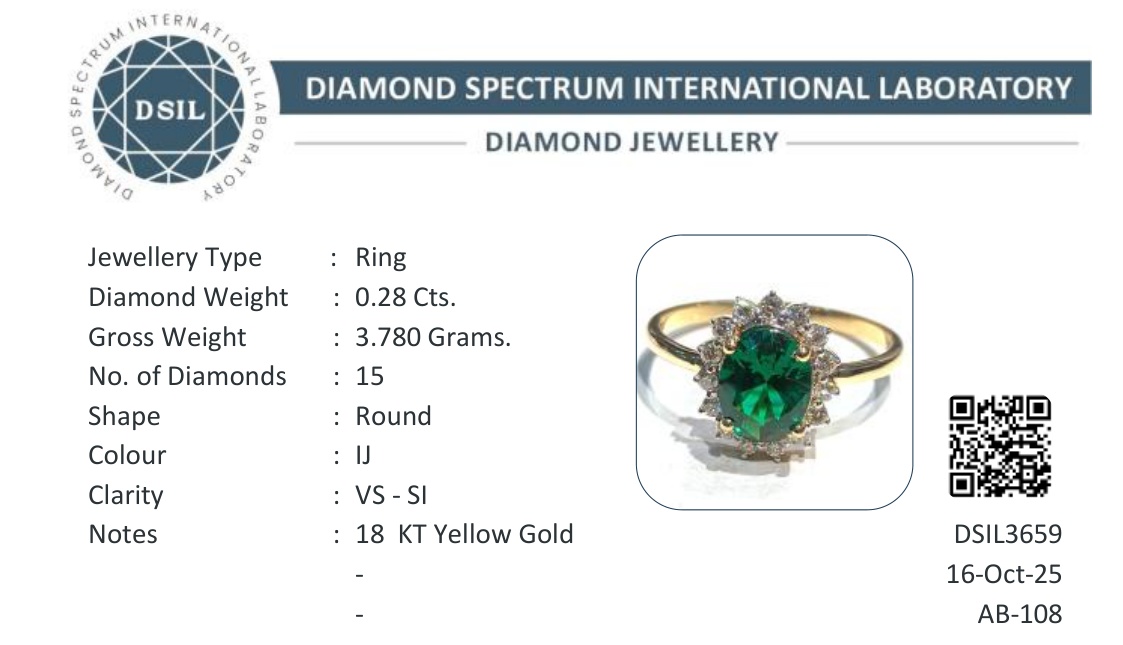 DIAMOND SPECTRUM INTERNATIONAL LABORATORY
DSIL
DIAMOND SPECTRUM INTERNATIONAL LABORATORY
DIAMOND JEWELLERY
Jewellery Type : Ring
Diamond Weight : 0.28 Cts.
Gross Weight : 3.780 Grams.
No. of Diamonds : 15
Shape : Round
Colour : IJ
Clarity : VS - SI
Notes : 18 KT Yellow Gold
-
-
DSIL3659
16-Oct-25
AB-108